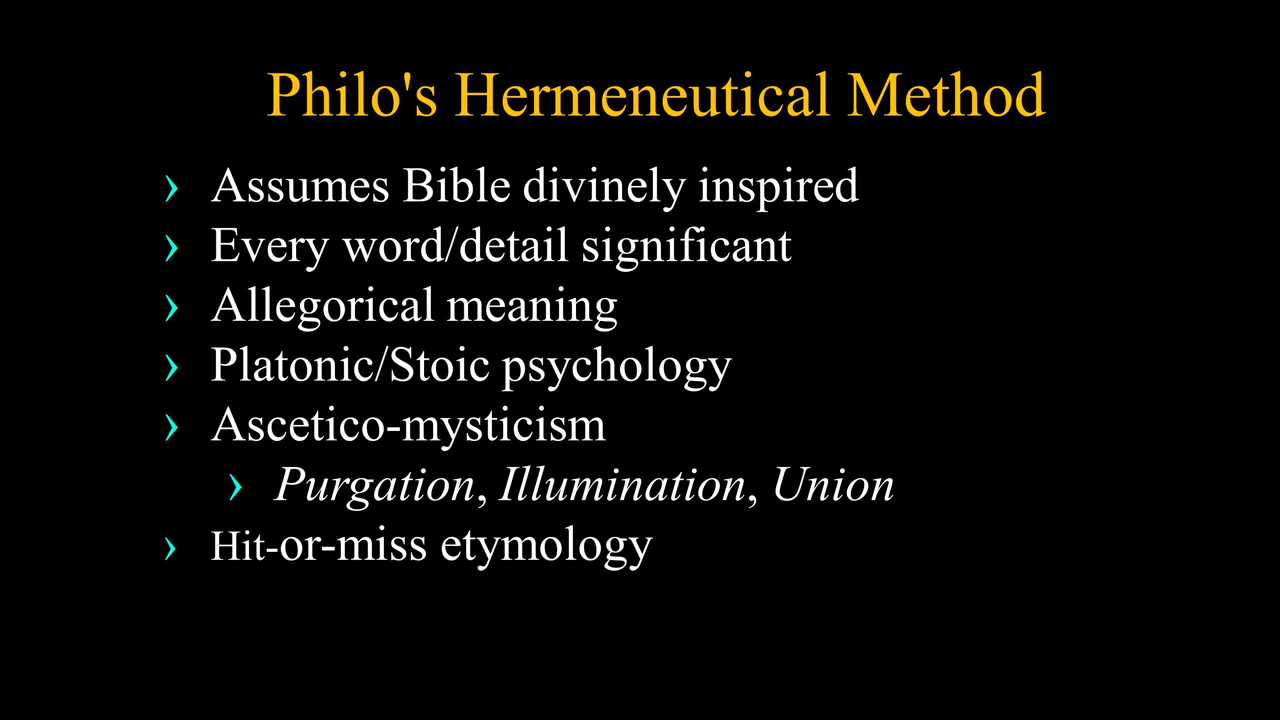 Philo's Hermeneutical Method
› Assumes Bible divinely inspired
› Every word/detail significant
› Allegorical meaning
› Platonic/Stoic psychology
› Ascetico-mysticism
› Purgation, Illumination, Union
› Hit-or-miss etymology